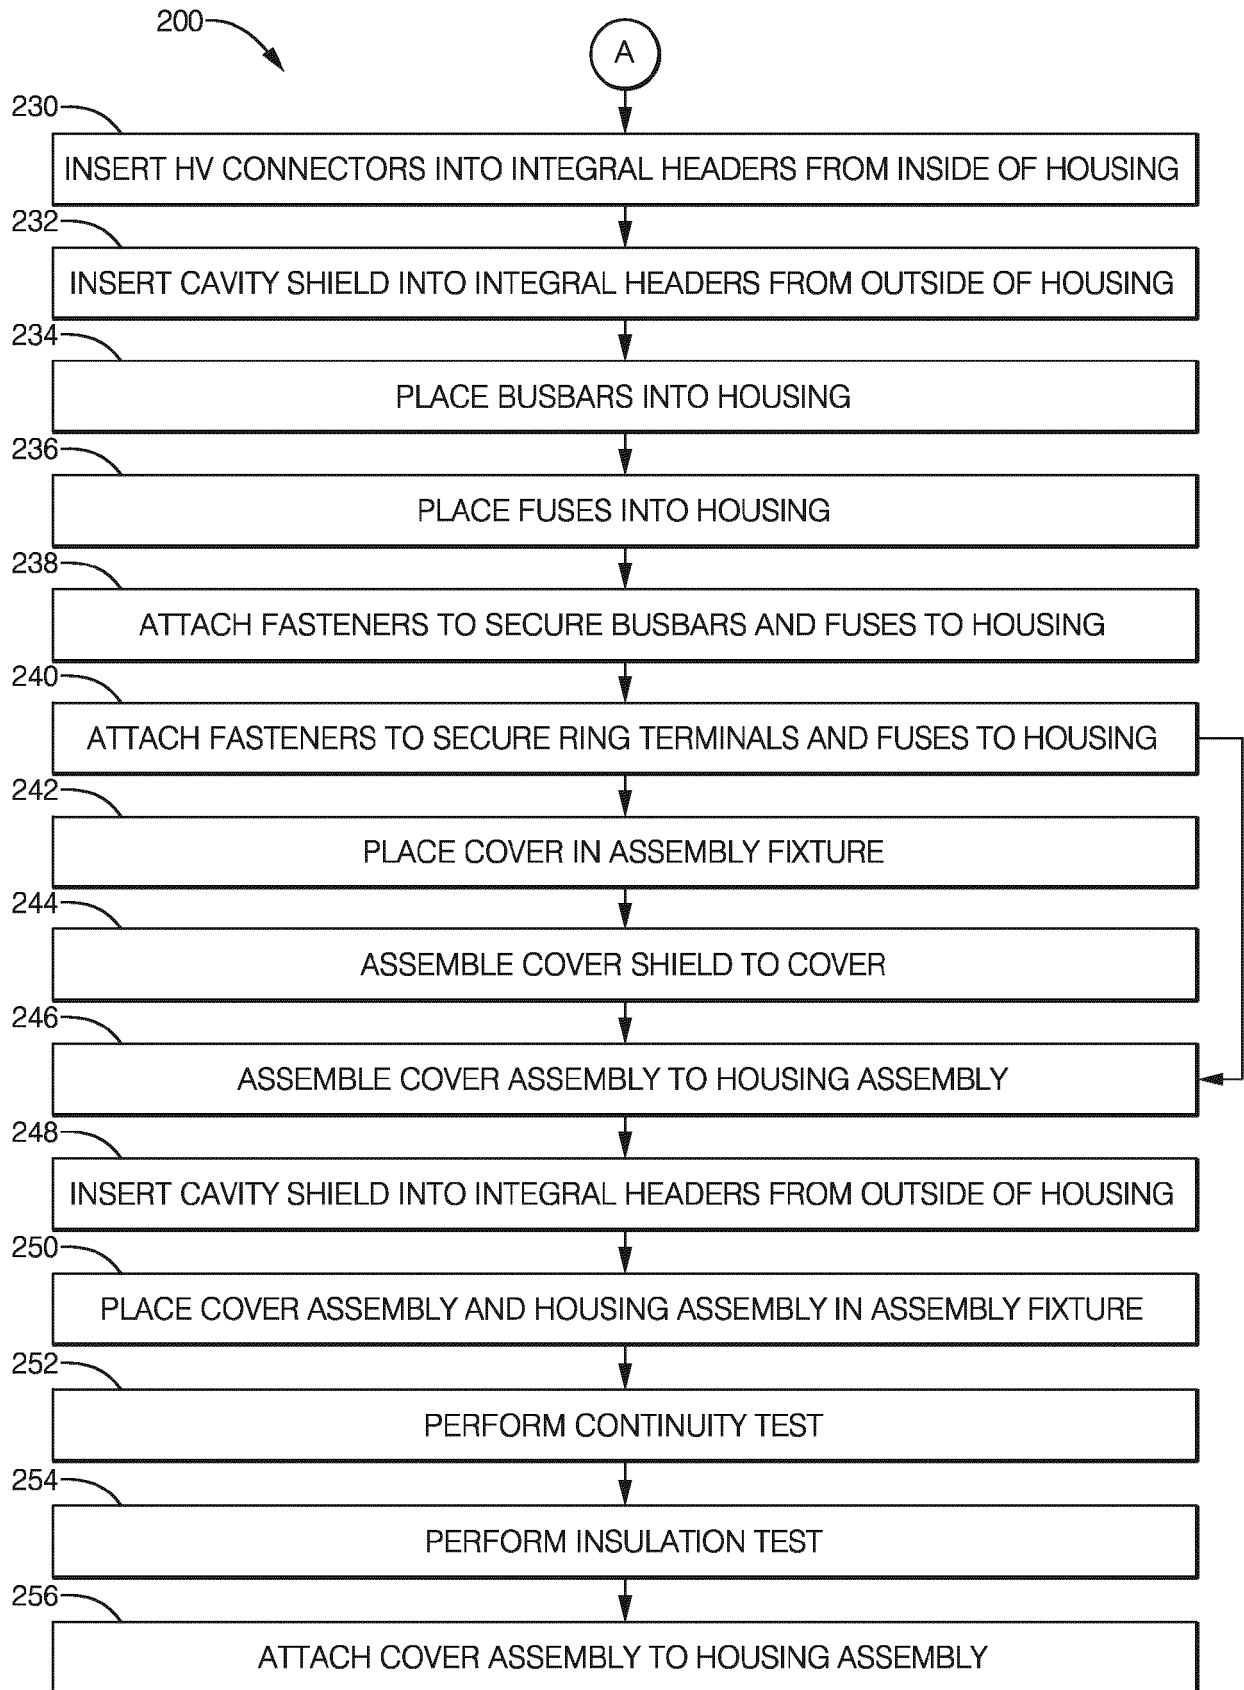 200
A
230
INSERT HV CONNECTORS INTO INTEGRAL HEADERS FROM INSIDE OF HOUSING
232
INSERT CAVITY SHIELD INTO INTEGRAL HEADERS FROM OUTSIDE OF HOUSING
234
PLACE BUSBARS INTO HOUSING
236
PLACE FUSES INTO HOUSING
238
ATTACH FASTENERS TO SECURE BUSBARS AND FUSES TO HOUSING
240
ATTACH FASTENERS TO SECURE RING TERMINALS AND FUSES TO HOUSING
242
PLACE COVER IN ASSEMBLY FIXTURE
244
ASSEMBLE COVER SHIELD TO COVER
246
ASSEMBLE COVER ASSEMBLY TO HOUSING ASSEMBLY
248
INSERT CAVITY SHIELD INTO INTEGRAL HEADERS FROM OUTSIDE OF HOUSING
250
PLACE COVER ASSEMBLY AND HOUSING ASSEMBLY IN ASSEMBLY FIXTURE
252
PERFORM CONTINUITY TEST
254
PERFORM INSULATION TEST
256
ATTACH COVER ASSEMBLY TO HOUSING ASSEMBLY